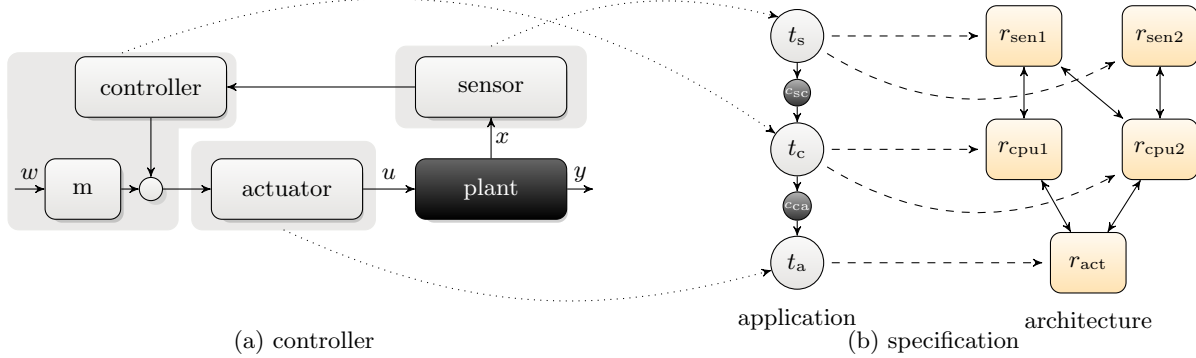 controller
sensor
x
w
m
actuator
u
plant
y
(a) controller
t_s
c_sc
t_c
c_ca
t_a
application
r_sen1
r_sen2
r_cpu1
r_cpu2
r_act
architecture
(b) specification